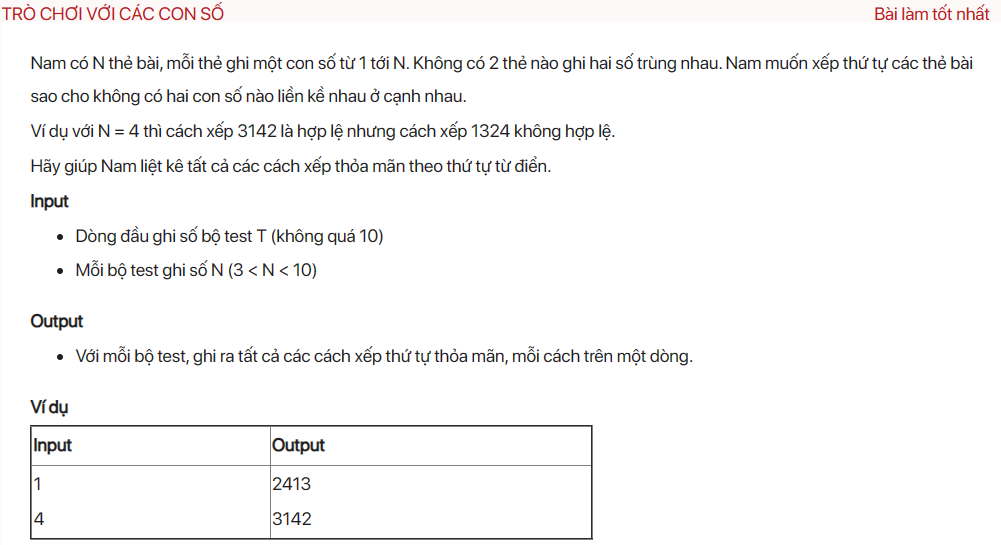 TRÒ CHƠI VỚI CÁC CON SỐ
Bài làm tốt nhất
Nam có N thẻ bài, mỗi thẻ ghi một con số từ 1 tới N. Không có 2 thẻ nào ghi hai số trùng nhau. Nam muốn xếp thứ tự các thẻ bài
sao cho không có hai con số nào liền kề nhau ở cạnh nhau.
Ví dụ với N = 4 thì cách xếp 3142 là hợp lệ nhưng cách xếp 1324 không hợp lệ.
Hãy giúp Nam liệt kê tất cả các cách xếp thỏa mãn theo thứ tự từ điển.
Input
• Dòng đầu ghi số bộ test T (không quá 10)
• Mỗi bộ test ghi số N (3 < N < 10)
Output
• Với mỗi bộ test, ghi ra tất cả các cách xếp thứ tự thỏa mãn, mỗi cách trên một dòng.
Ví dụ
Input Output
1 2413
4 3142